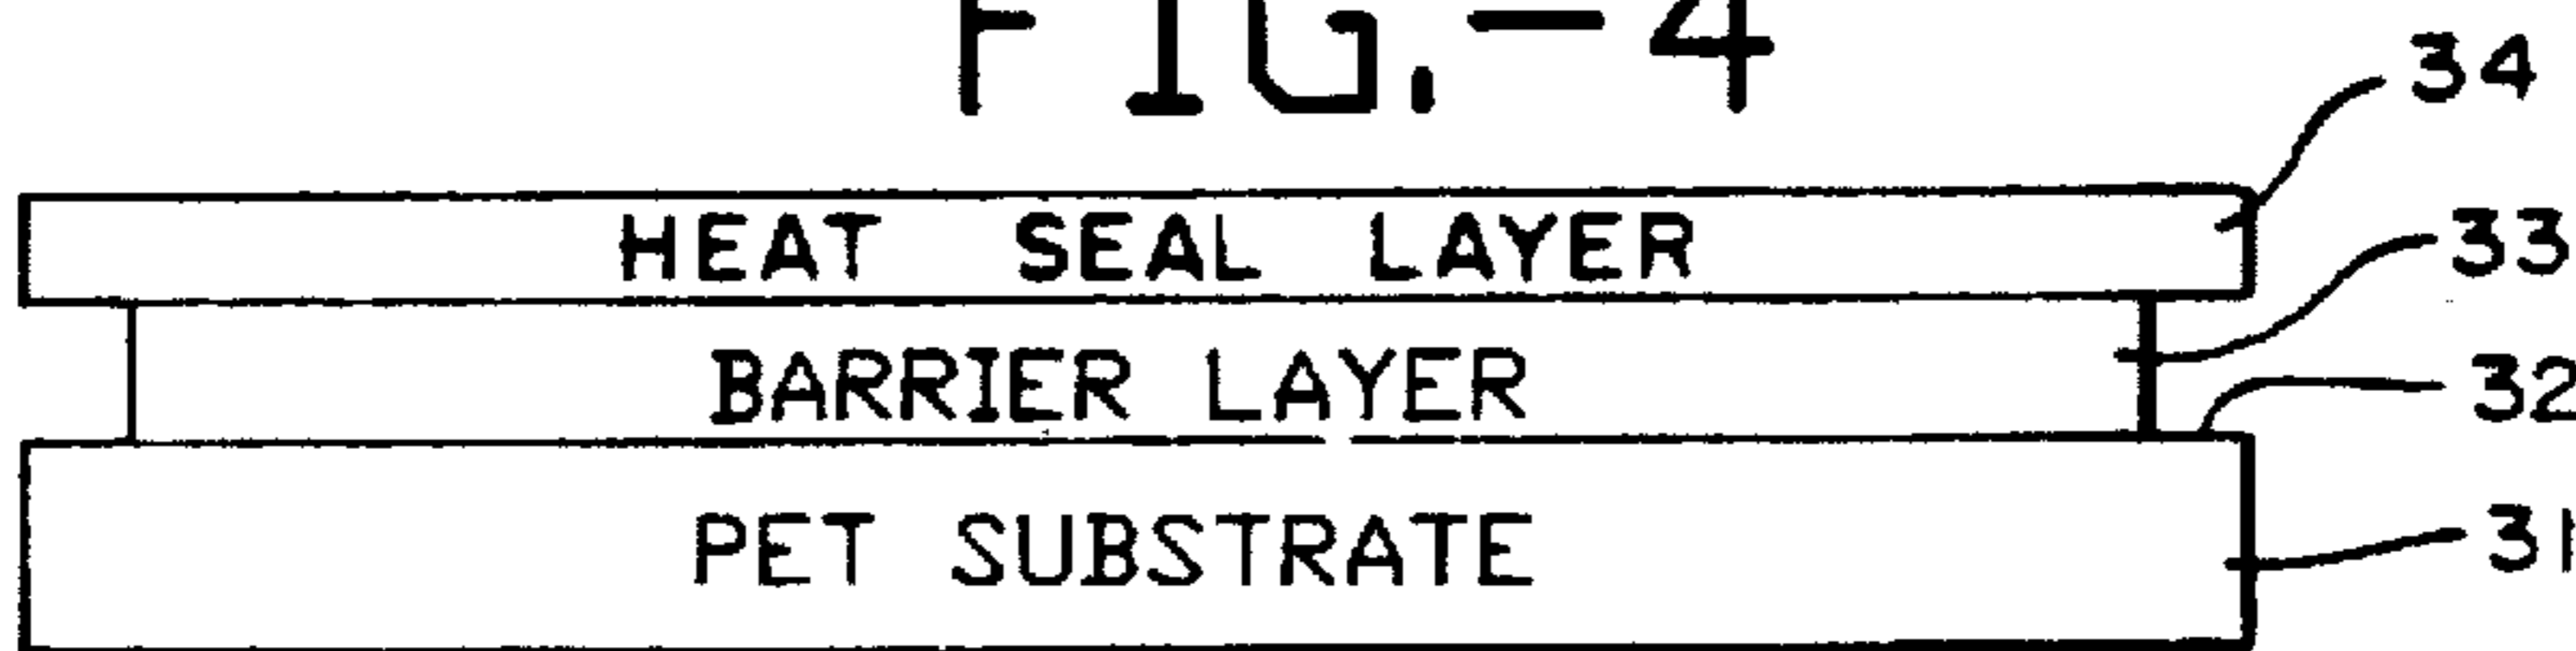 FIG.-4
34
HEAT SEAL LAYER
33
BARRIER LAYER
32
PET SUBSTRATE
31